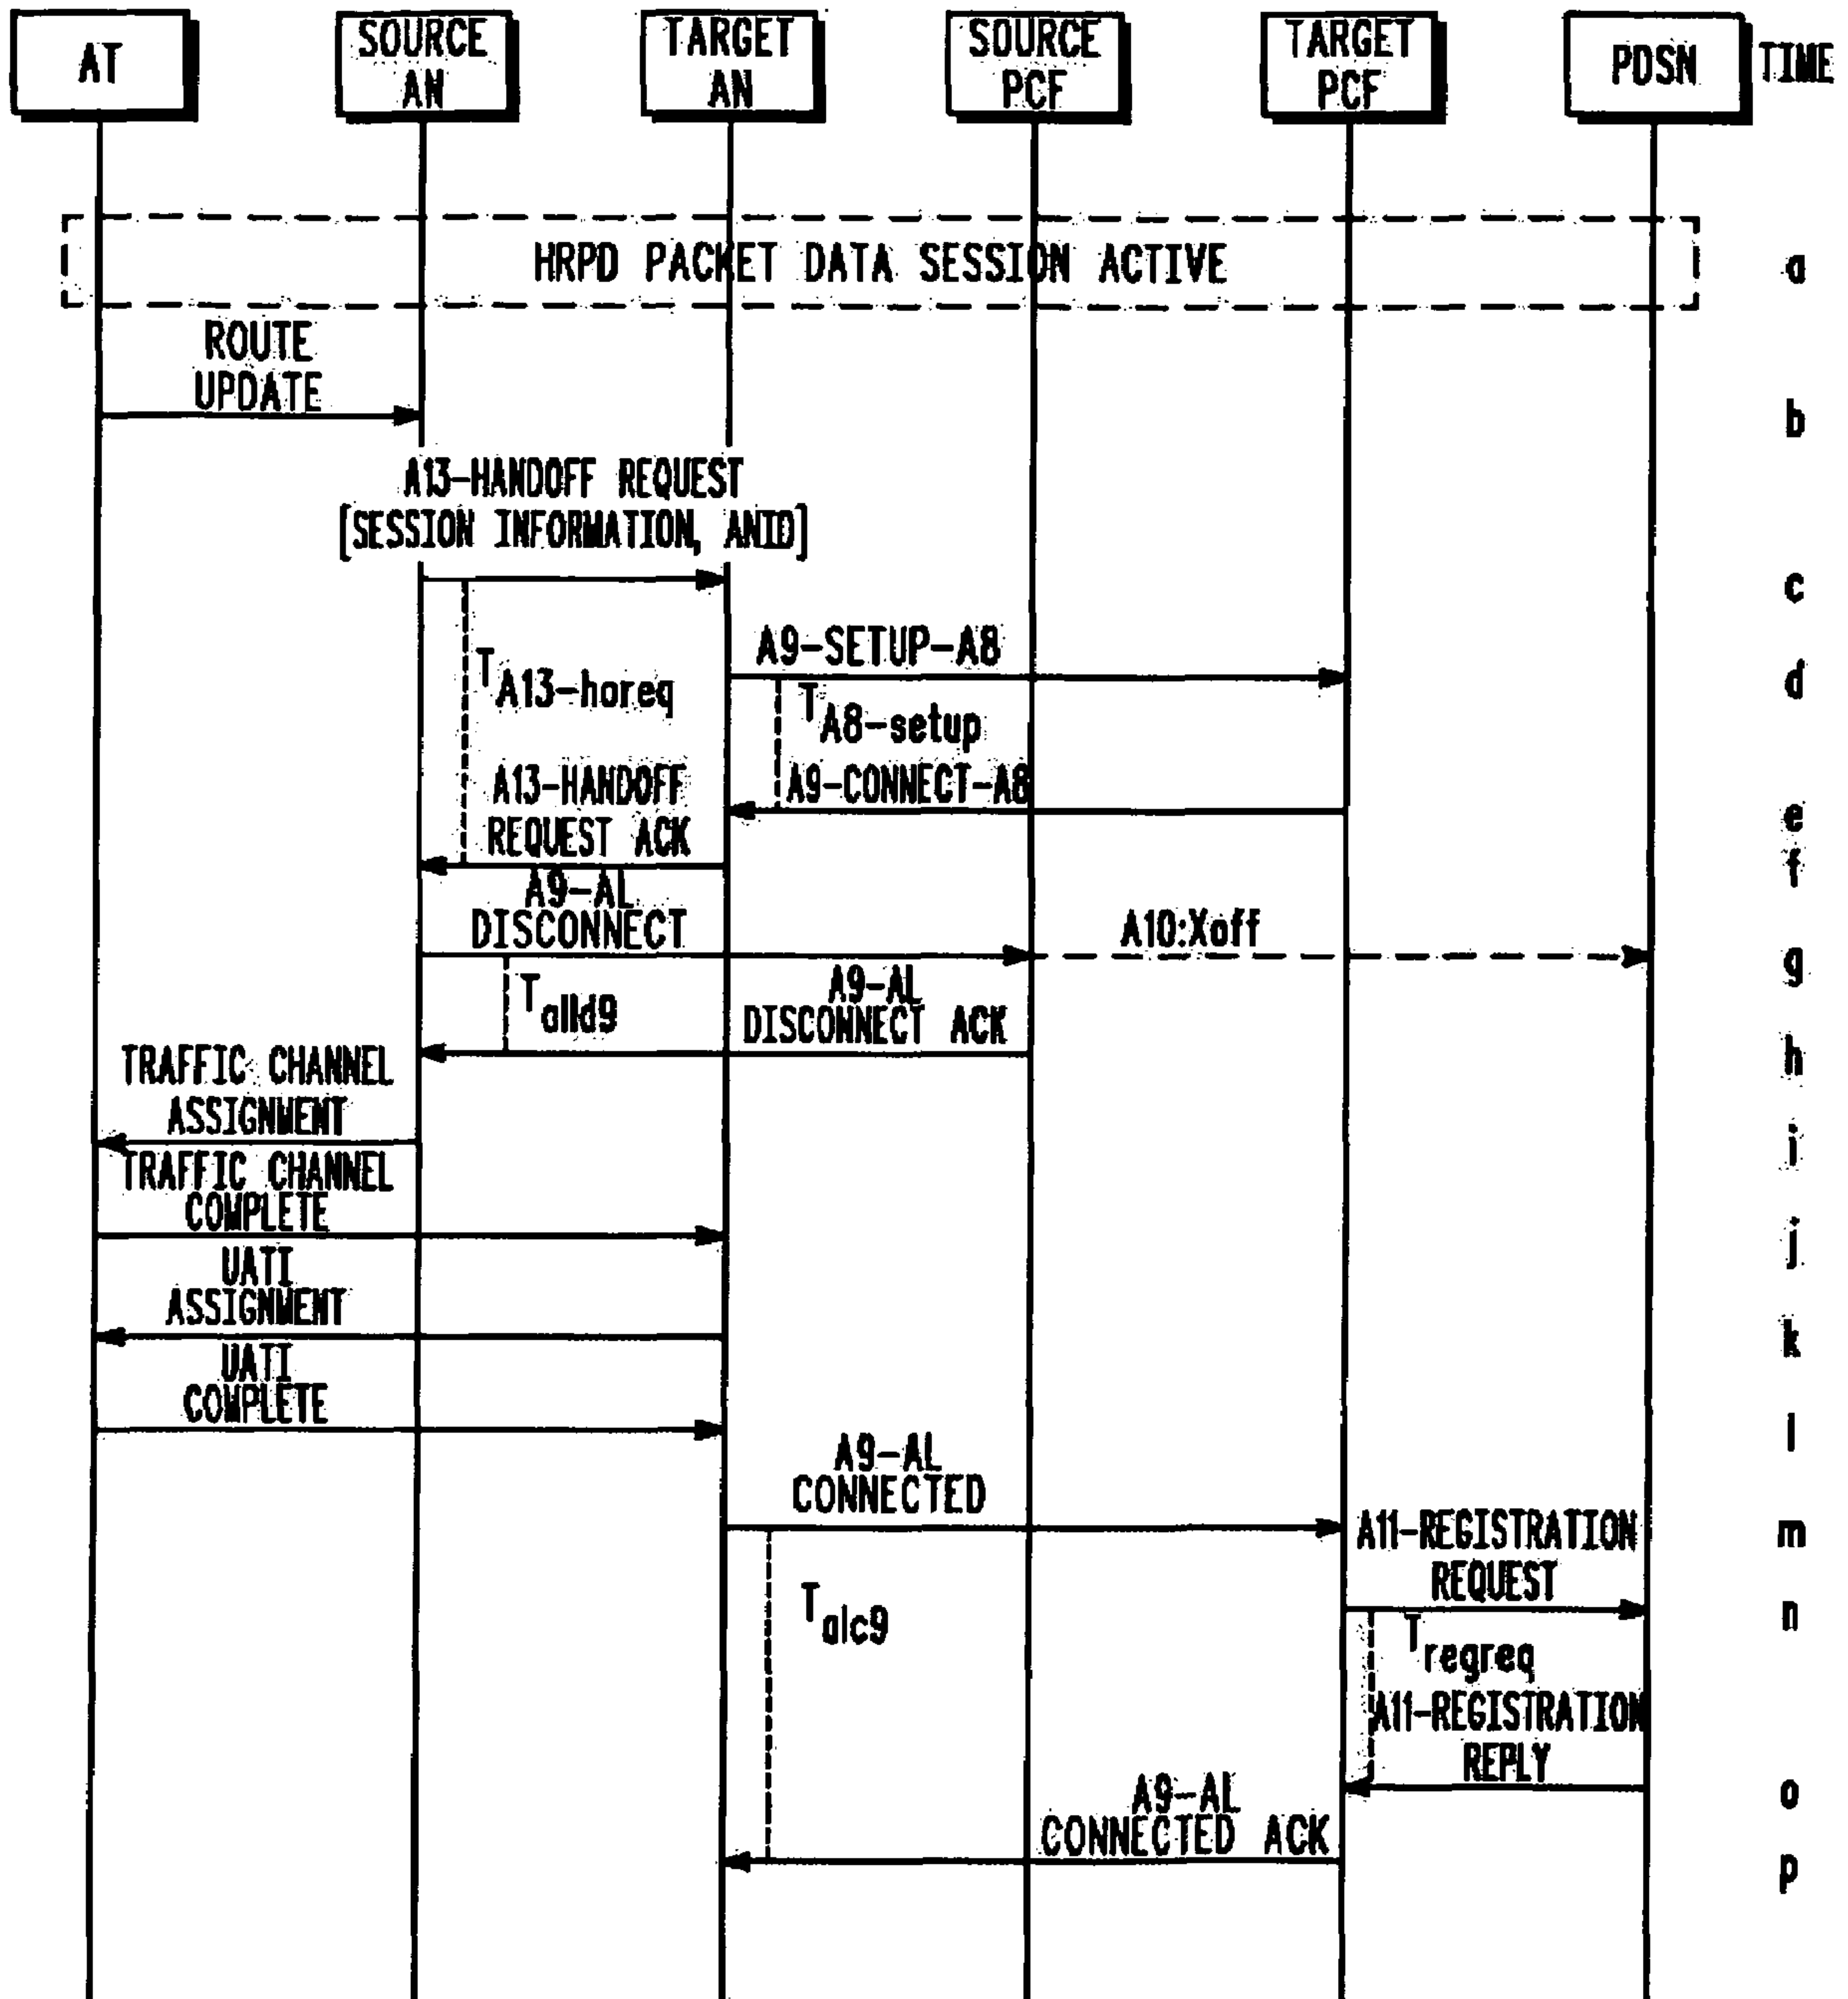 AT
SOURCE
AN
TARGET
AN
SOURCE
PCF
TARGET
PCF
PDSN
TIME
HRPD PACKET DATA SESSION ACTIVE
a
ROUTE
UPDATE
b
A13-HANDOFF REQUEST
[SESSION INFORMATION, ANID]
c
A9-SETUP-A8
d
TA13-horeq
TA8-setup
A9-CONNECT-A8
e
A13-HANDOFF
REQUEST ACK
f
A9-AL
DISCONNECT
A10:Xoff
g
Talld9
A9-AL
DISCONNECT ACK
h
TRAFFIC CHANNEL
ASSIGNMENT
i
TRAFFIC CHANNEL
COMPLETE
j
UATI
ASSIGNMENT
k
UATI
COMPLETE
l
A9-AL
CONNECTED
m
A11-REGISTRATION
REQUEST
n
Talc9
Tregreq
A11-REGISTRATION
REPLY
o
A9-AL
CONNECTED ACK
p